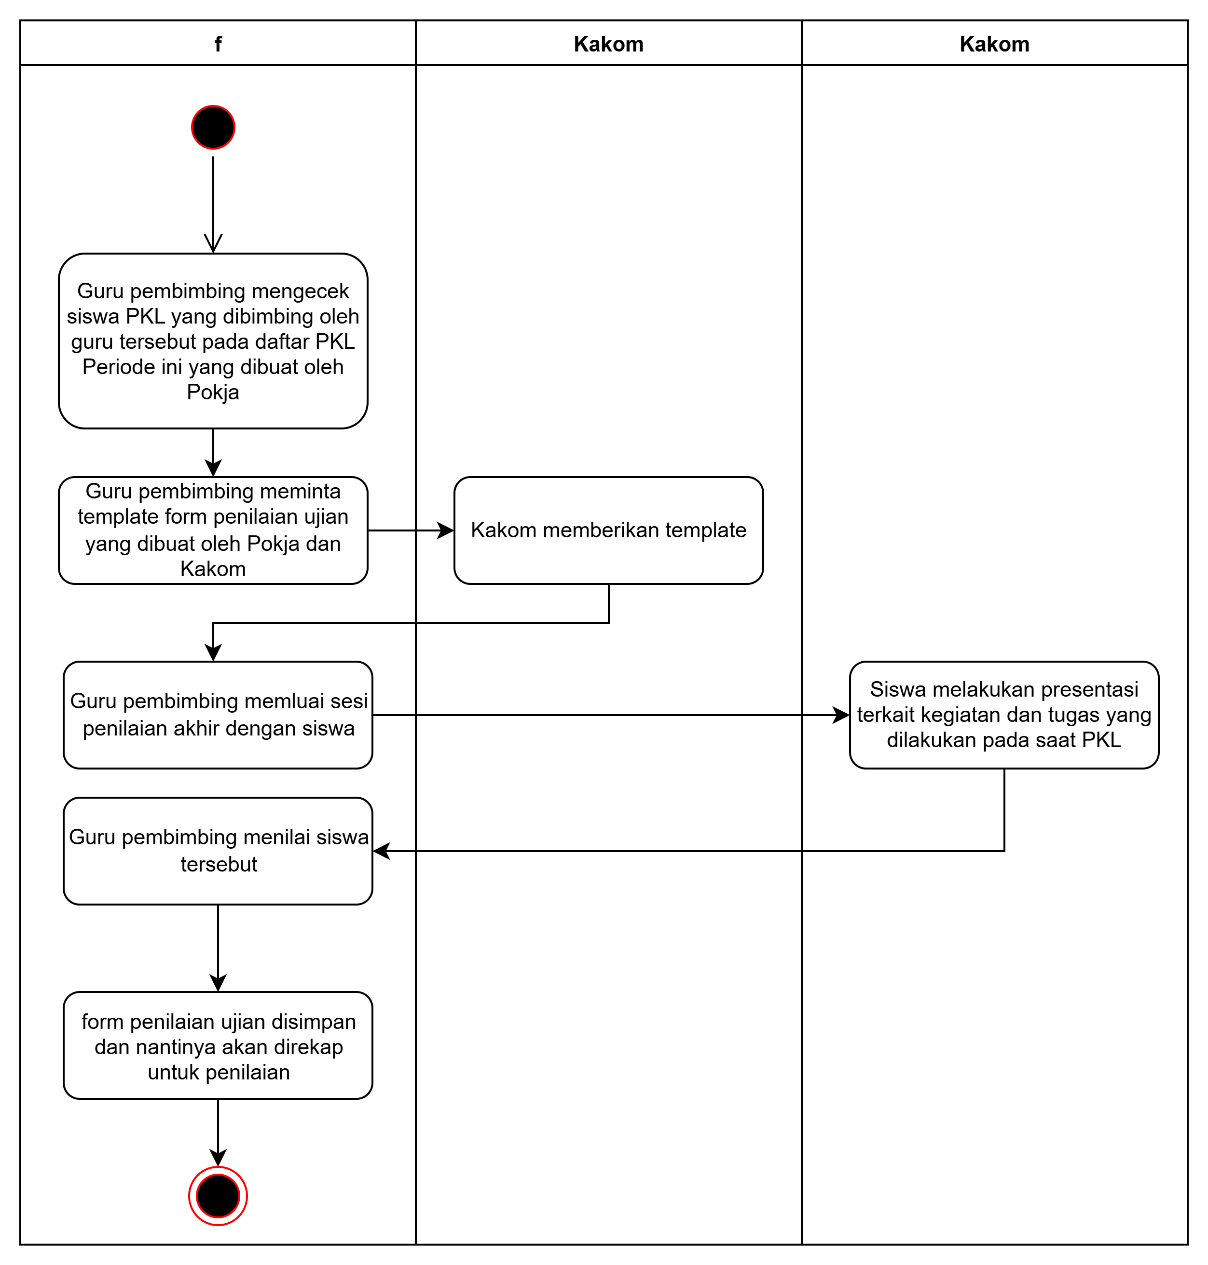 f
Kakom
Kakom
Guru pembimbing mengecek
siswa PKL yang dibimbing oleh
guru tersebut pada daftar PKL
Periode ini yang dibuat oleh
Pokja
Guru pembimbing meminta
template form penilaian ujian
yang dibuat oleh Pokja dan
Kakom
Kakom memberikan template
Guru pembimbing memluai sesi
penilaian akhir dengan siswa
Siswa melakukan presentasi
terkait kegiatan dan tugas yang
dilakukan pada saat PKL
Guru pembimbing menilai siswa
tersebut
form penilaian ujian disimpan
dan nantinya akan direkap
untuk penilaian